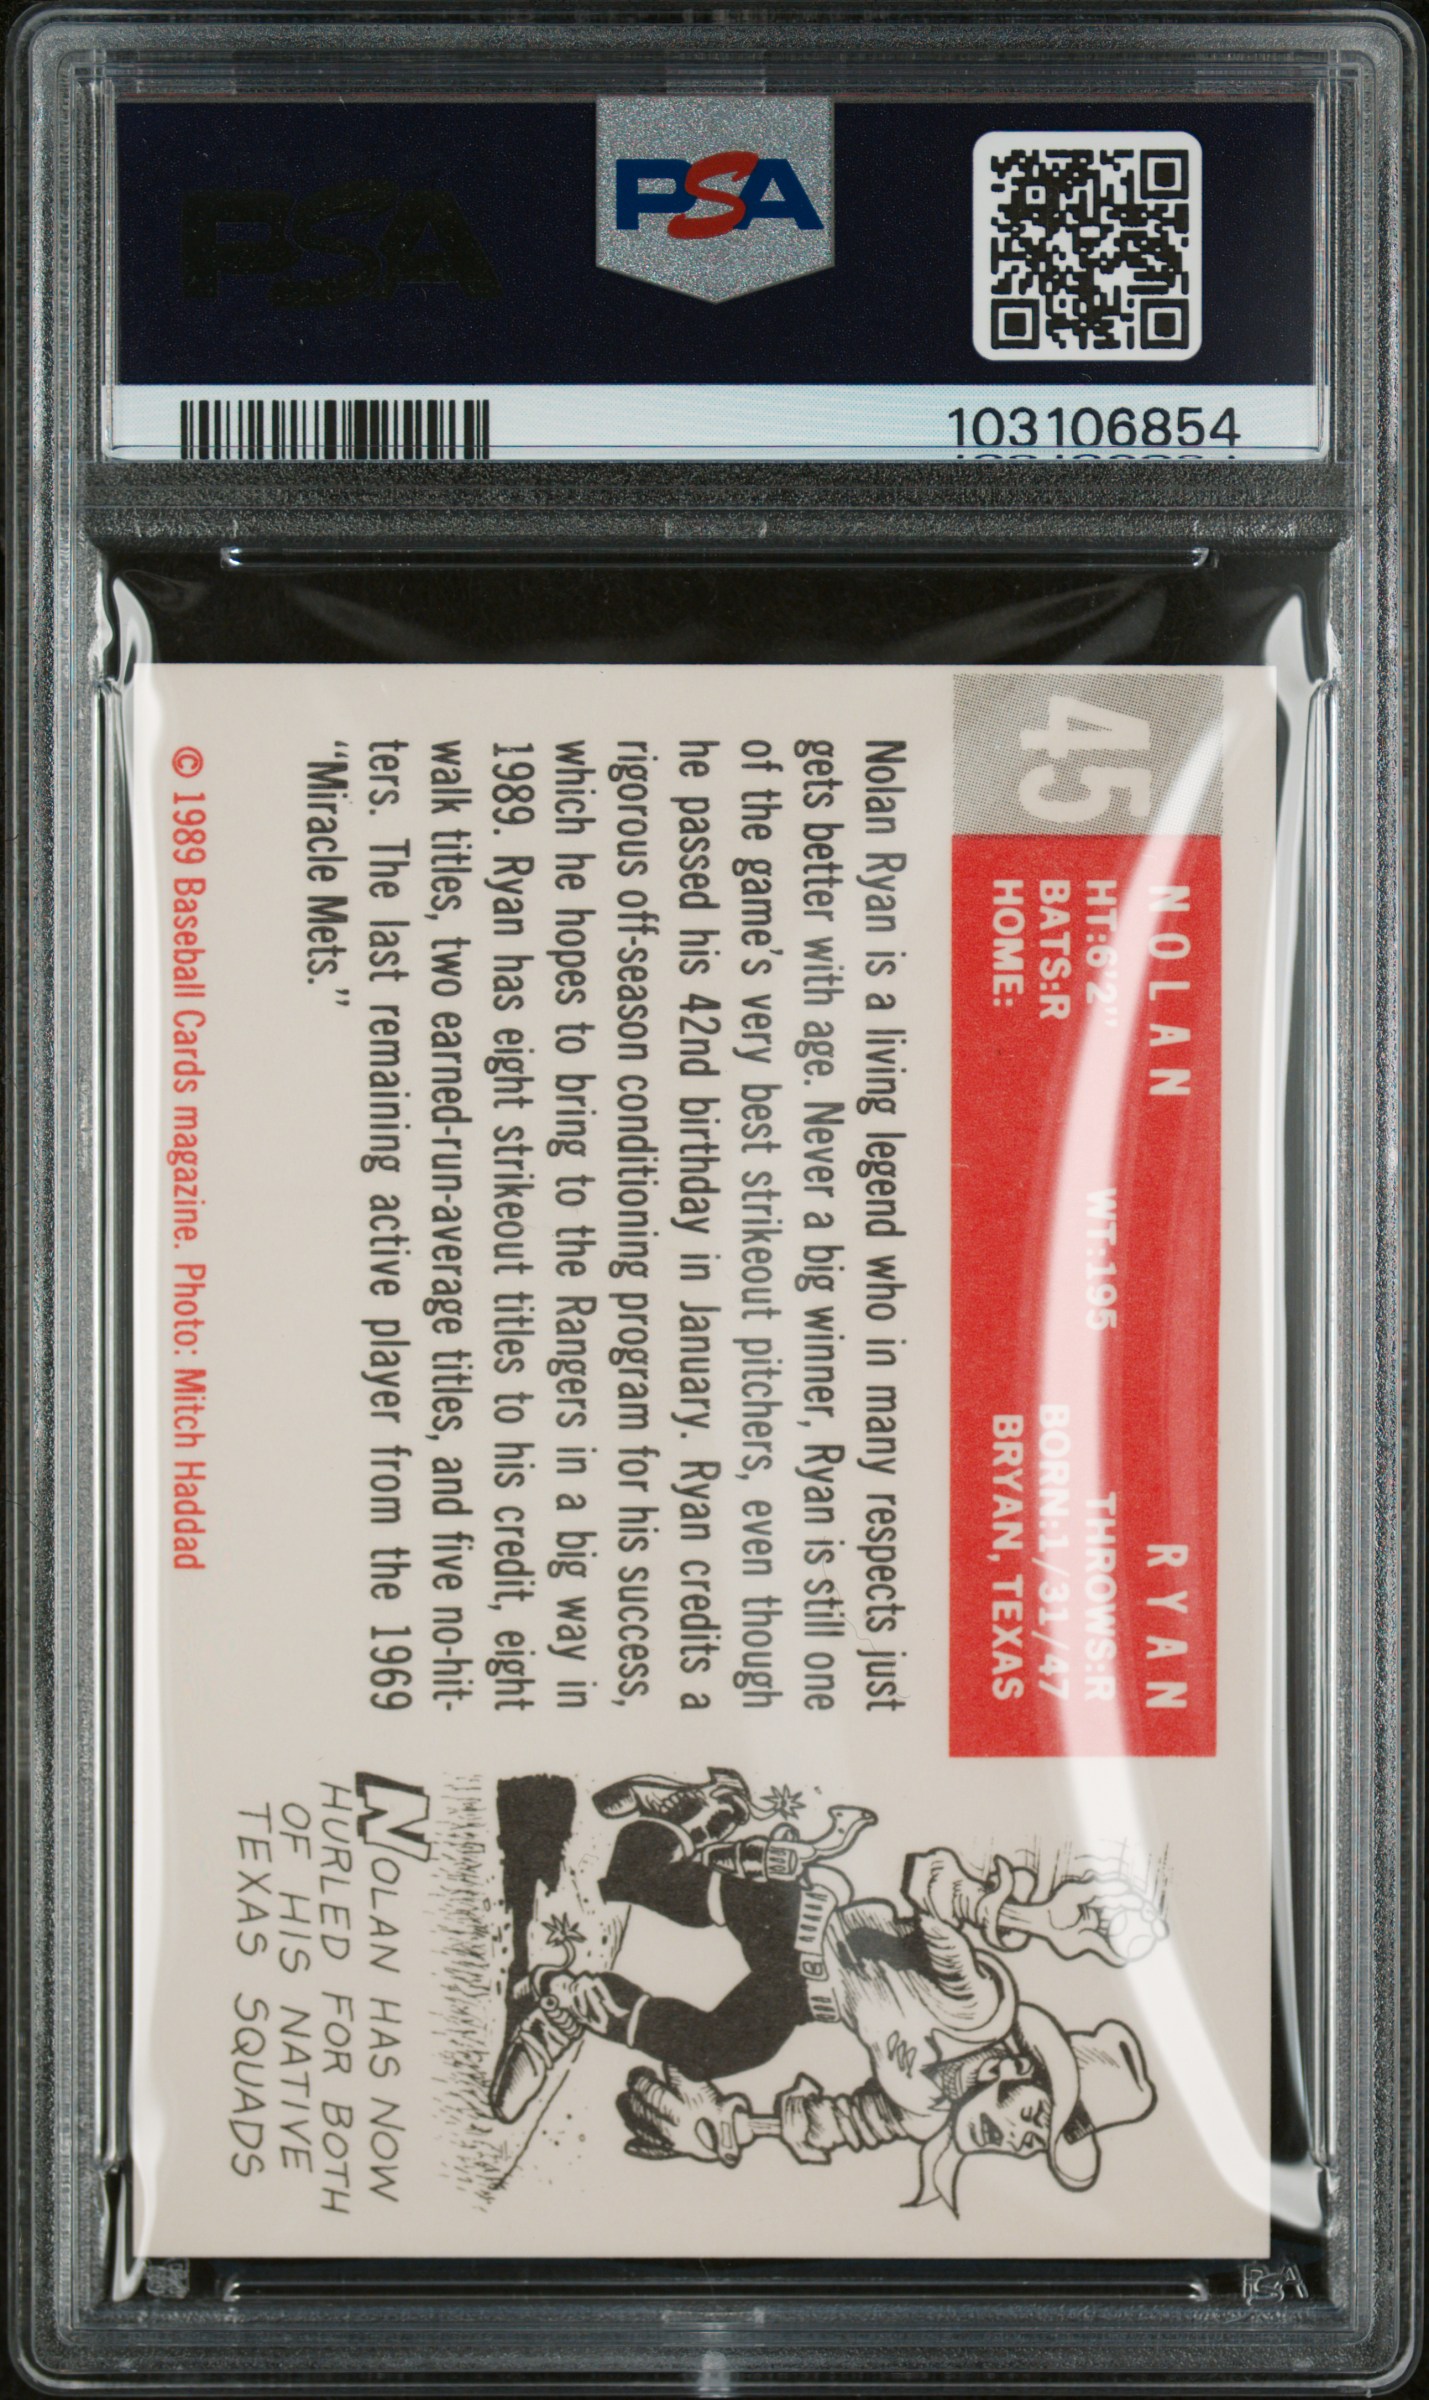 PSA
PSA
103106854
45
NOLAN RYAN
HT:6'2" WT:195 THROWS:R
BATS:R BORN:1/31/47
HOME: BRYAN, TEXAS
Nolan Ryan is a living legend who in many respects just
gets better with age. Never a big winner, Ryan is still one
of the game's very best strikeout pitchers, even though
he passed his 42nd birthday in January. Ryan credits a
rigorous off-season conditioning program for his success,
which he hopes to bring to the Rangers in a big way in
1989. Ryan has eight strikeout titles to his credit, eight
walk titles, two earned-run-average titles, and five no-hit-
ters. The last remaining active player from the 1969
“Miracle Mets.”
© 1989 Baseball Cards magazine. Photo: Mitch Haddad
NOLAN HAS NOW
HURLED FOR BOTH
OF HIS NATIVE
TEXAS SQUADS
PSA